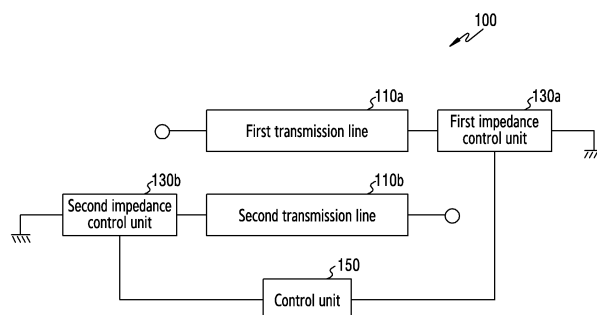 100
110a
130a
First transmission line
First impedance
control unit
130b
110b
Second impedance
control unit
Second transmission line
150
Control unit